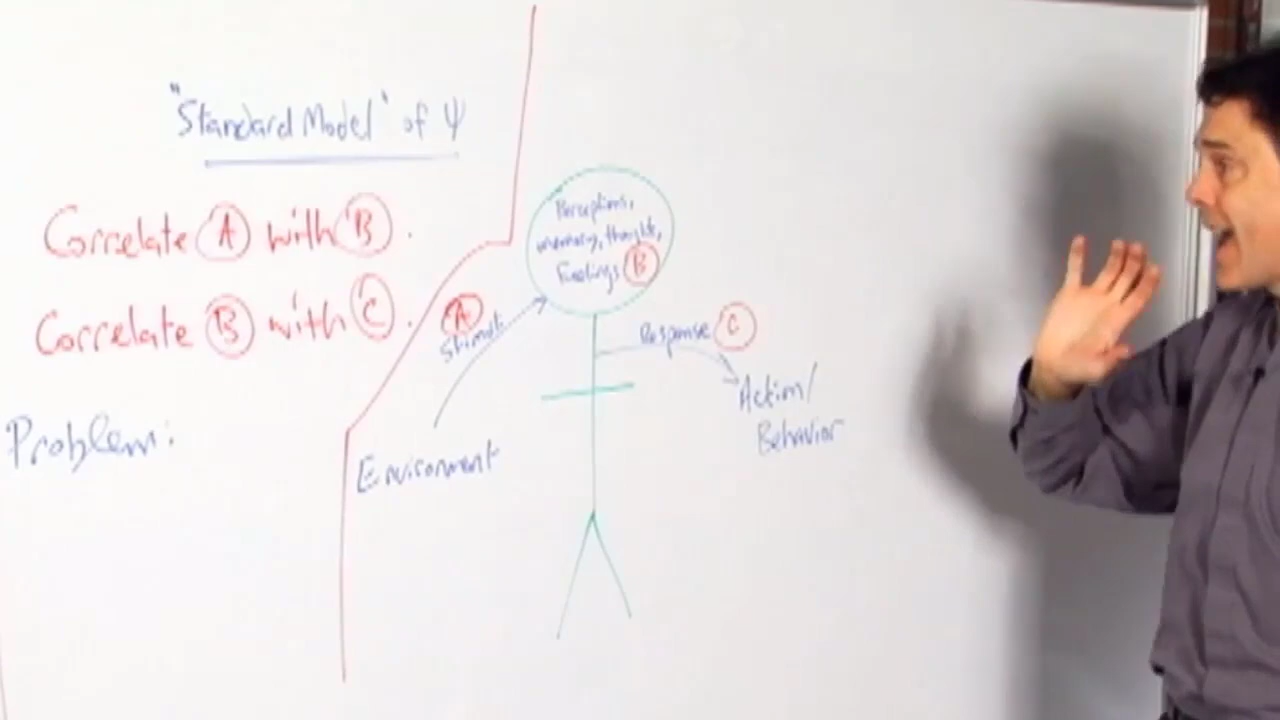 "Standard Model" of Ψ
Correlate A with B.
Correlate B with C.
Problem:
Perceptions,
memory, thoughts,
Feelings B
A
Stimuli
Environment
Response C
Action/
Behavior